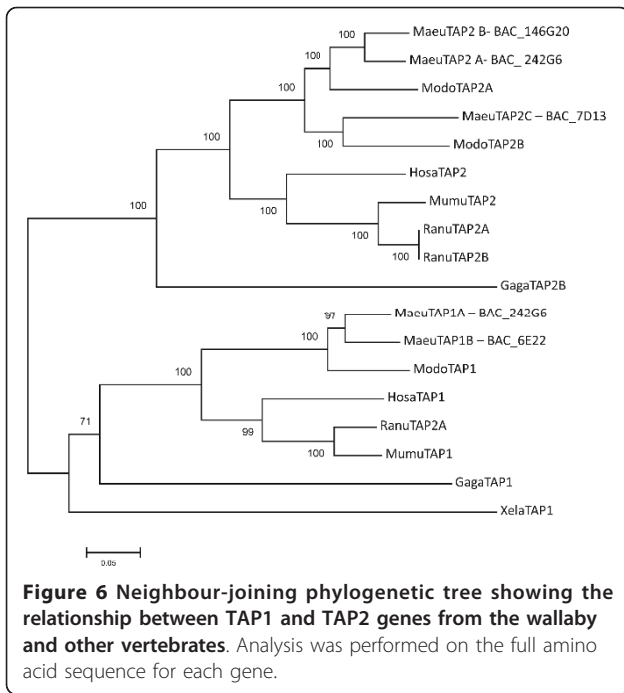 MaeuTAP2 B- BAC_146G20
100
MaeuTAP2 A- BAC_ 242G6
100
ModoTAP2A
100
MaeuTAP2C – BAC_7D13
100
ModoTAP2B
100
HosaTAP2
100
MumuTAP2
100
RanuTAP2A
100
RanuTAP2B
100
GagaTAP2B
97
MaeuTAP1A – BAC_242G6
100
MaeuTAP1B – BAC_6E22
ModoTAP1
100
HosaTAP1
99
RanuTAP2A
71
100
MumuTAP1
GagaTAP1
XelaTAP1
0.05
Figure 6 Neighbour-joining phylogenetic tree showing the
relationship between TAP1 and TAP2 genes from the wallaby
and other vertebrates. Analysis was performed on the full amino
acid sequence for each gene.